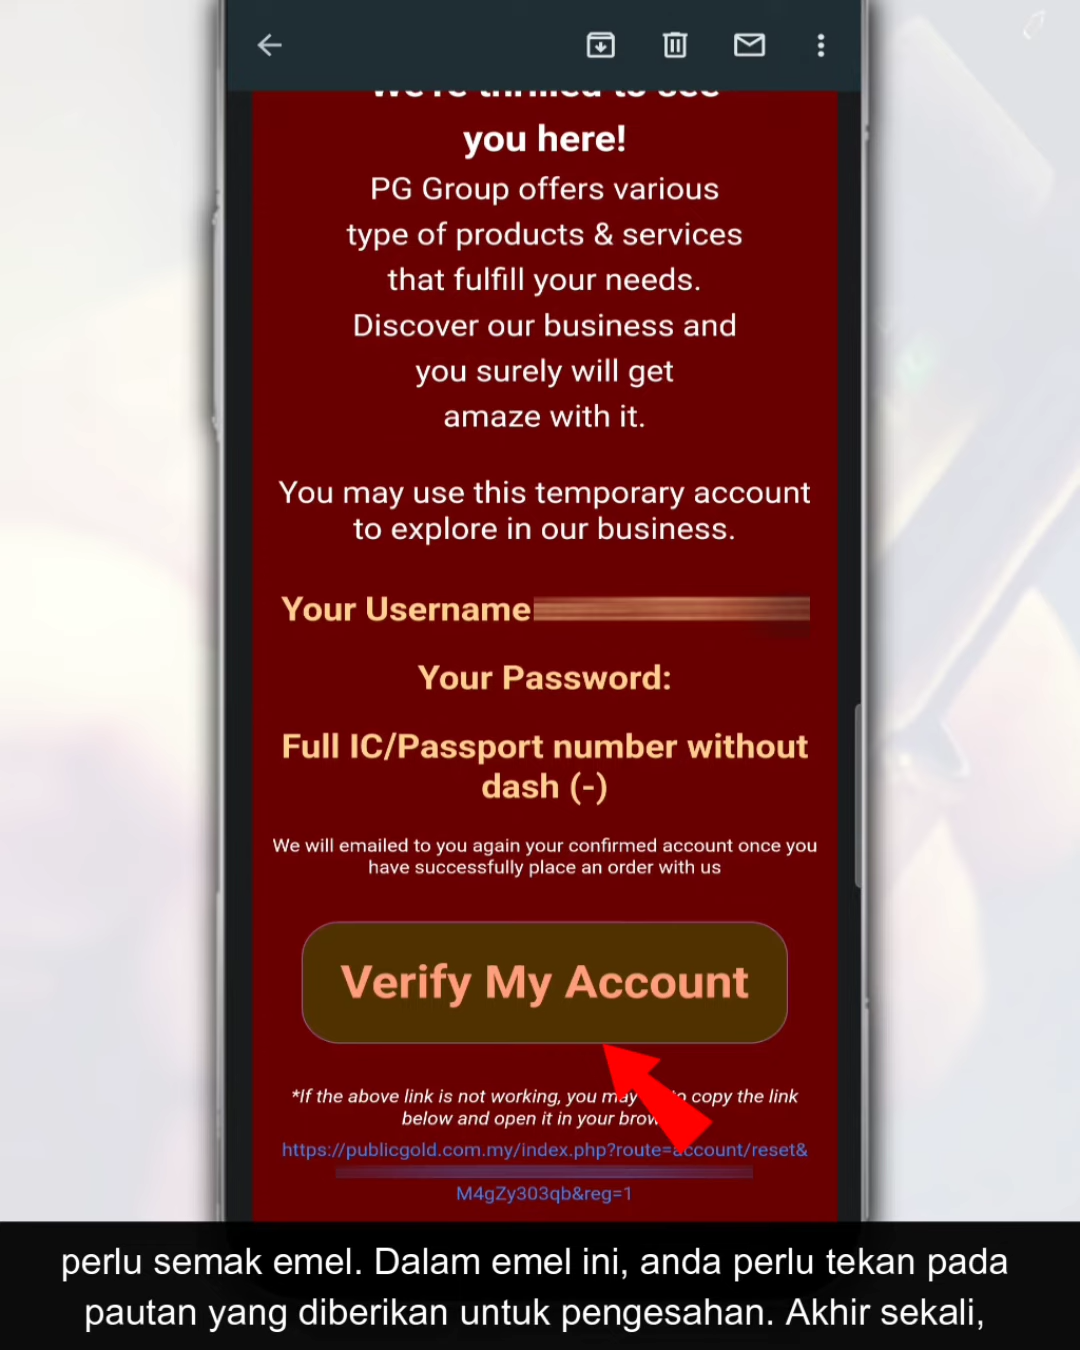 We're thrilled to see
you here!
PG Group offers various
type of products & services
that fulfill your needs.
Discover our business and
you surely will get
amaze with it.
You may use this temporary account
to explore in our business.
Your Username
Your Password:
Full IC/Passport number without
dash (-)
We will emailed to you again your confirmed account once you
have successfully place an order with us
Verify My Account
*If the above link is not working, you may copy the link
below and open it in your
https://publicgold.com.my/index.php?route=account/reset&
M4gZy303qb&reg=1
perlu semak emel. Dalam emel ini, anda perlu tekan pada
pautan yang diberikan untuk pengesahan. Akhir sekali,